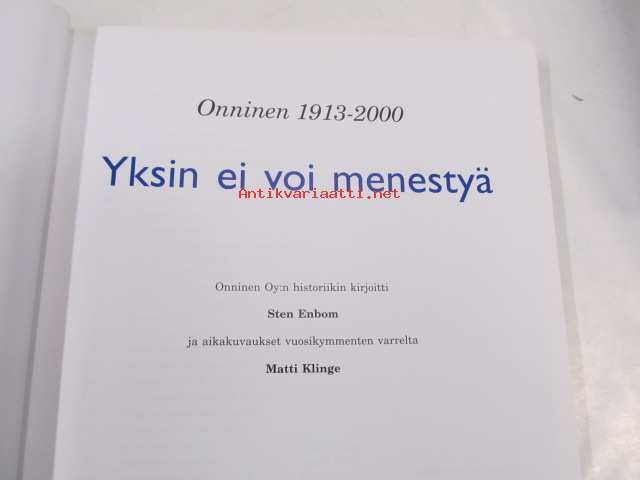 Onninen 1913-2000
Yksin ei voi menestyä
Antikvariaatti.net
Onninen Oy:n historiikin kirjoitti
Sten Enbom
ja aikakuvaukset vuosikymmenten varrelta
Matti Klinge